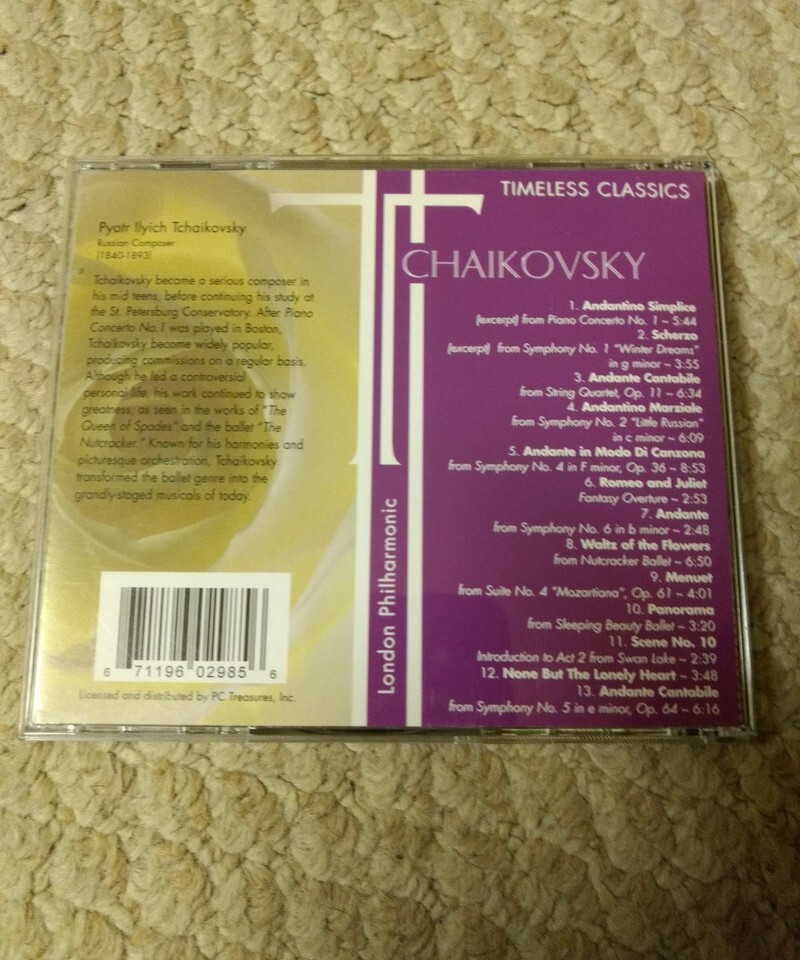 Pyotr Ilyich Tchaikovsky
Russian Composer
(1840-1893)
Tchaikovsky became a serious composer in
his mid teens, before continuing his study at
the St. Petersburg Conservatory. After Piano
Concerto No.1 was played in Boston,
Tchaikovsky became widely popular,
producing commissions on a regular basis.
Although he led a controversial
personal life, his work continued to show
greatness, as seen in the works of "The
Queen of Spades" and the ballet "The
Nutcracker." Known for his harmonies and
picturesque orchestration, Tchaikovsky
transformed the ballet genre into the
grandly-staged musicals of today.
6 71196 02985 6
Licensed and distributed by PC Treasures, Inc.
London Philharmonic
TIMELESS CLASSICS
TCHAIKOVSKY
1. Andantino Simplice
(excerpt) from Piano Concerto No. 1 ~ 5:44
2. Scherzo
(excerpt) from Symphony No. 1 "Winter Dreams"
in g minor ~ 3:55
3. Andante Cantabile
from String Quartet, Op. 11 ~ 6:34
4. Andantino Marziale
from Symphony No. 2 "Little Russian"
in c minor ~ 6:09
5. Andante in Modo Di Canzona
from Symphony No. 4 in F minor, Op. 36 ~ 8:53
6. Romeo and Juliet
Fantasy Overture ~ 2:53
7. Andante
from Symphony No. 6 in b minor ~ 2:48
8. Waltz of the Flowers
from Nutcracker Ballet ~ 6:50
9. Menuet
from Suite No. 4 "Mozartiana", Op. 61 ~ 4:01
10. Panorama
from Sleeping Beauty Ballet ~ 3:20
11. Scene No. 10
Introduction to Act 2 from Swan Lake ~ 2:39
12. None But The Lonely Heart ~ 3:48
13. Andante Cantabile
from Symphony No. 5 in e minor, Op. 64 ~ 6:16